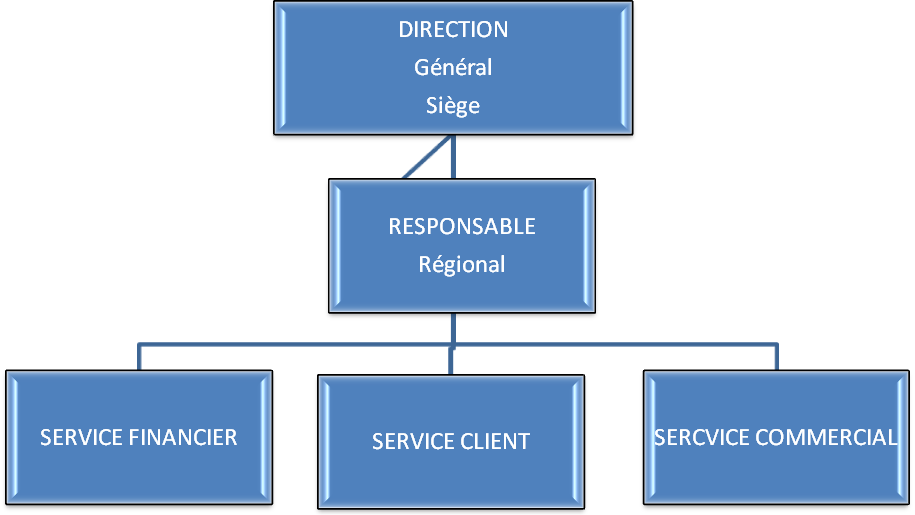 DIRECTION
Général
Siège
RESPONSABLE
Régional
SERVICE FINANCIER
SERVICE CLIENT
SERCVICE COMMERCIAL